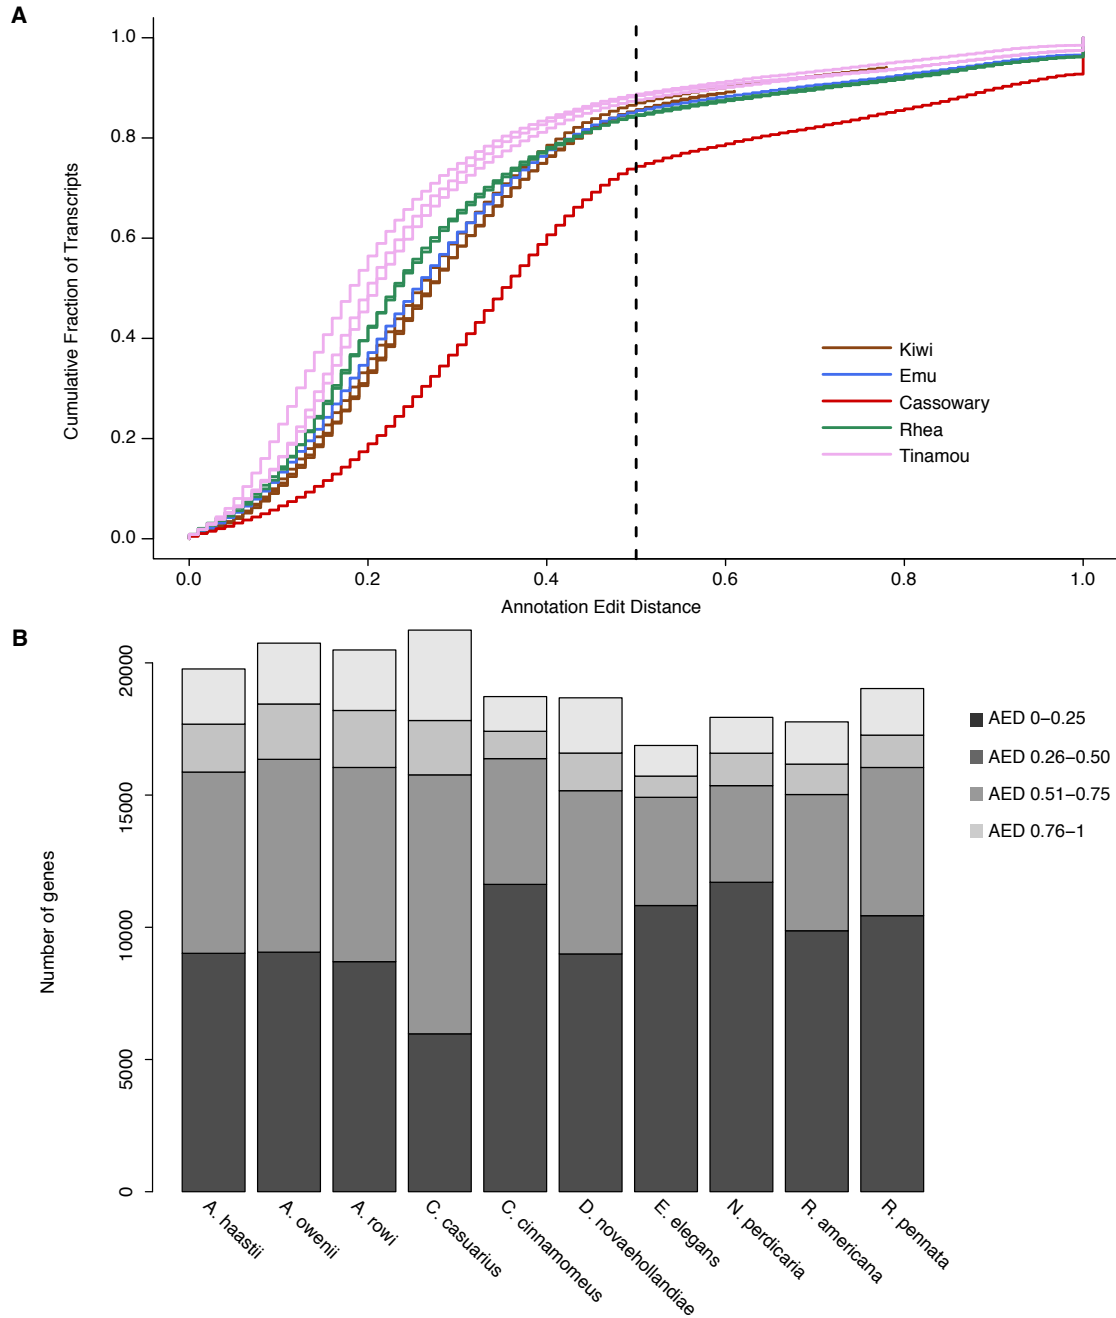 A
1.0
0.8
0.6
0.4
0.2
0.0
Cumulative Fraction of Transcripts
Kiwi
Emu
Cassowary
Rhea
Tinamou
0.0 0.2 0.4 0.6 0.8 1.0
Annotation Edit Distance
B
20000
15000
10000
5000
0
Number of genes
AED 0–0.25
AED 0.26–0.50
AED 0.51–0.75
AED 0.76–1
A. haastii
A. owenii
A. rowi
C. casuarius
C. cinnamomeus
D. novaehollandiae
E. elegans
N. perdicaria
R. americana
R. pennata